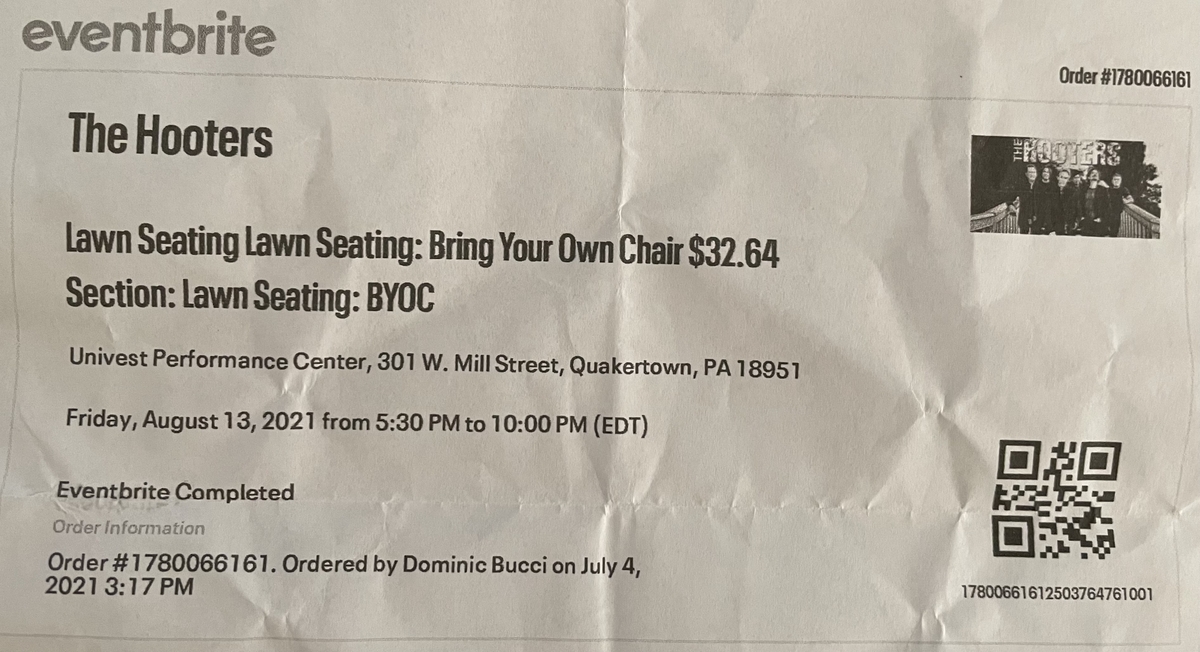 eventbrite
Order #1780066161
The Hooters
THE HOOTERS
Lawn Seating Lawn Seating: Bring Your Own Chair $32.64
Section: Lawn Seating: BYOC
Univest Performance Center, 301 W. Mill Street, Quakertown, PA 18951
Friday, August 13, 2021 from 5:30 PM to 10:00 PM (EDT)
Eventbrite Completed
Order Information
Order #1780066161. Ordered by Dominic Bucci on July 4,
2021 3:17 PM
17800661612503764761001